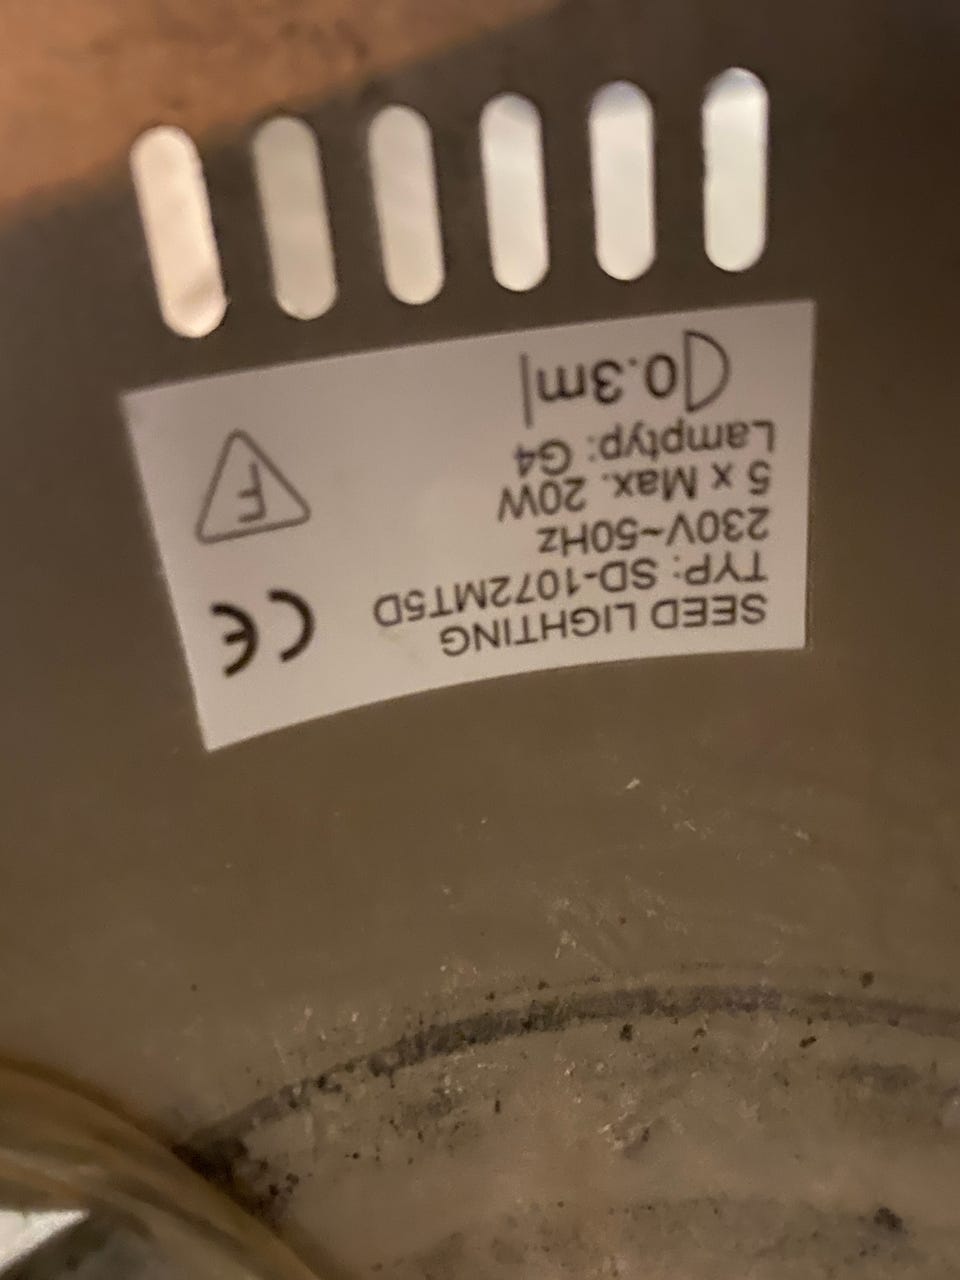 SEED LIGHTING
TYP: SD-1072MT5D
230V~50Hz
5 x Max. 20W
Lamptyp: G4
0.3m
CE
F